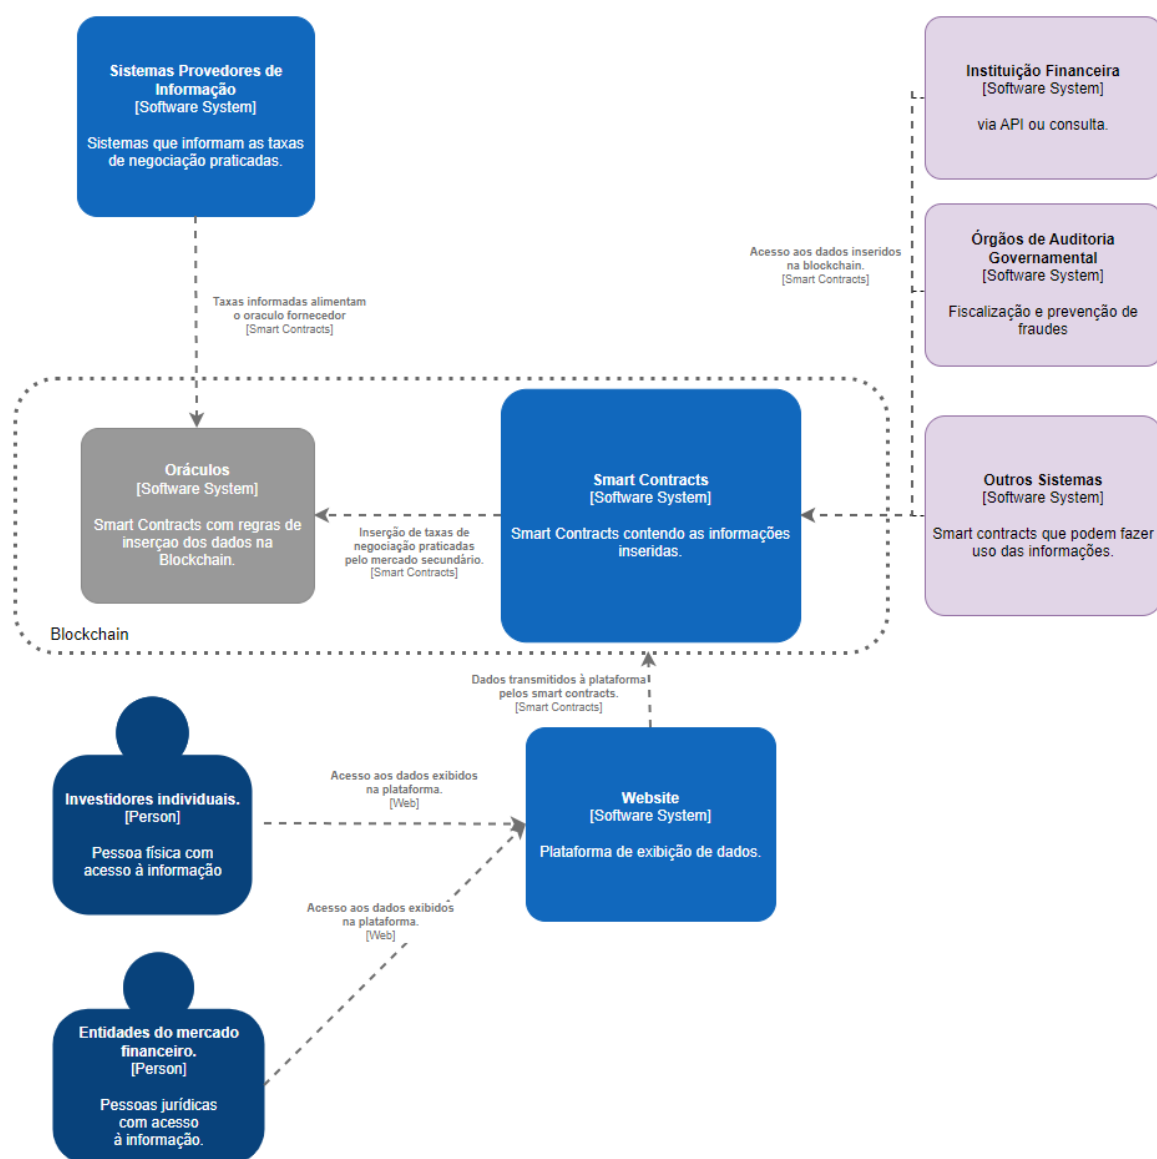 Sistemas Provedores de
Informação
[Software System]
Sistemas que informam as taxas
de negociação praticadas.
Instituição Financeira
[Software System]
via API ou consulta.
Acesso aos dados inseridos
na blockchain.
[Smart Contracts]
Órgãos de Auditoria
Governamental
[Software System]
Fiscalização e prevenção de
fraudes
Taxas informadas alimentam
o oraculo fornecedor
[Smart Contracts]
Oráculos
[Software System]
Smart Contracts com regras de
inserçao dos dados na
Blockchain.
Inserção de taxas de
negociação praticadas
pelo mercado secundário.
[Smart Contracts]
Smart Contracts
[Software System]
Smart Contracts contendo as informações
inseridas.
Outros Sistemas
[Software System]
Smart contracts que podem fazer
uso das informações.
Blockchain
Dados transmitidos à plataforma
pelos smart contracts.
[Smart Contracts]
Investidores individuais.
[Person]
Pessoa física com
acesso à informação
Acesso aos dados exibidos
na plataforma.
[Web]
Website
[Software System]
Plataforma de exibição de dados.
Acesso aos dados exibidos
na plataforma.
[Web]
Entidades do mercado
financeiro.
[Person]
Pessoas jurídicas
com acesso
à informação.